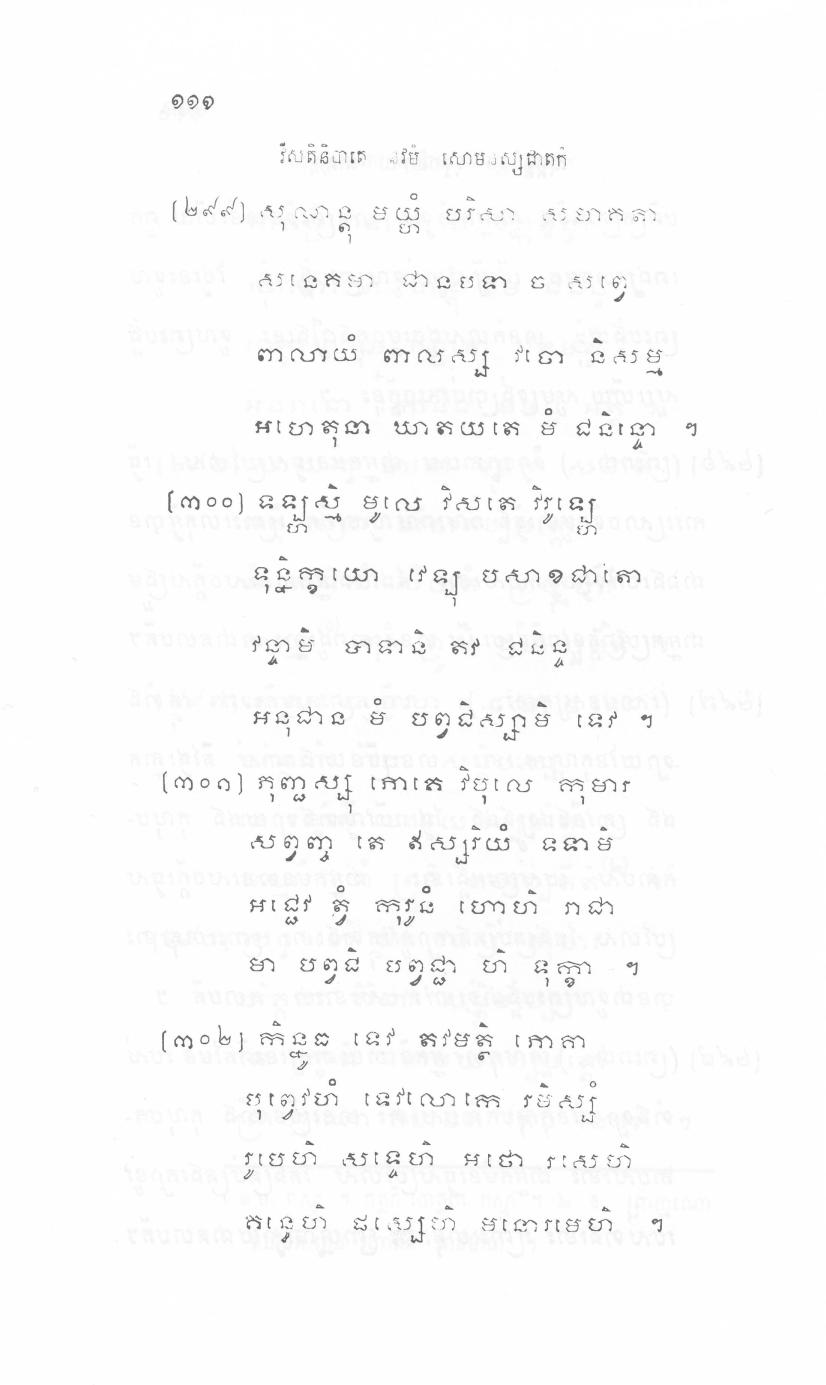 ១១១
វីសតិនិបាតេ នវមំ សោមនស្សជាតកំ
(២៩៩) សុណន្តុ មយ្ហំ បរិសា សមាគតា
សនេគមា ជានបទា ច សព្វេ
ពាលាយំ ពាលស្ស វចោ និសម្ម
អហេតុនា ឃាតយតេ មំ ជនិន្ទោ ។
(៣០០) ទឡ្ហស្មិ មូលេ វិសតេ វិរូឡ្ហេ
ទុន្និក្ខយោ វេឡុ បសាខជាតោ
វន្ទាមិ បាទានិ តវ ជនិន្ទ
អនុជាន មំ បព្វជិស្សាមិ ទេវ ។
(៣០១) ភុញ្ជស្សុ ភោគេ វិបុលេ កុមារ
សព្វញ្ច តេ ឥស្សរិយំ ទទាមិ
អជ្ជេវ ត្វំ កុរូនំ ហោហិ រាជា
មា បព្វជិ បព្វជ្ជា ហិ ទុក្ខា ។
(៣០២) កិន្នូធ ទេវ តវមត្ថិ ភោគា
បុព្វេវហំ ទេវលោកេ រមិស្សំ
រូបេហិ សទ្ទេហិ អថោ រសេហិ
គន្ធេហិ ផស្សេហិ មនោរមេហិ ។